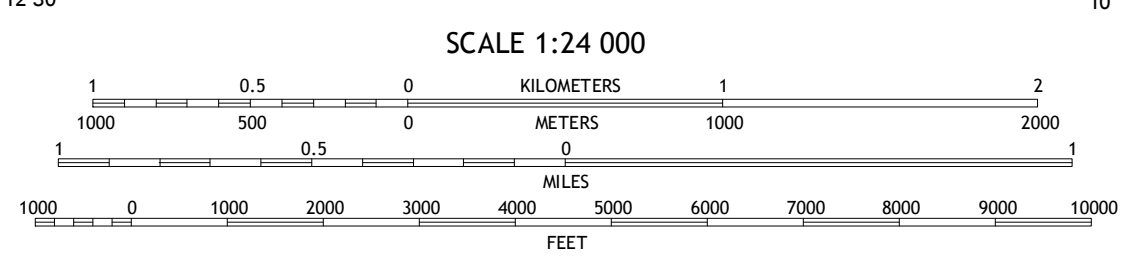 12'30"
10'
SCALE 1:24 000
1 0.5 0 KILOMETERS 1 2
1000 500 0 METERS 1000 2000
1 0.5 0 1
MILES
1000 0 1000 2000 3000 4000 5000 6000 7000 8000 9000 10000
FEET